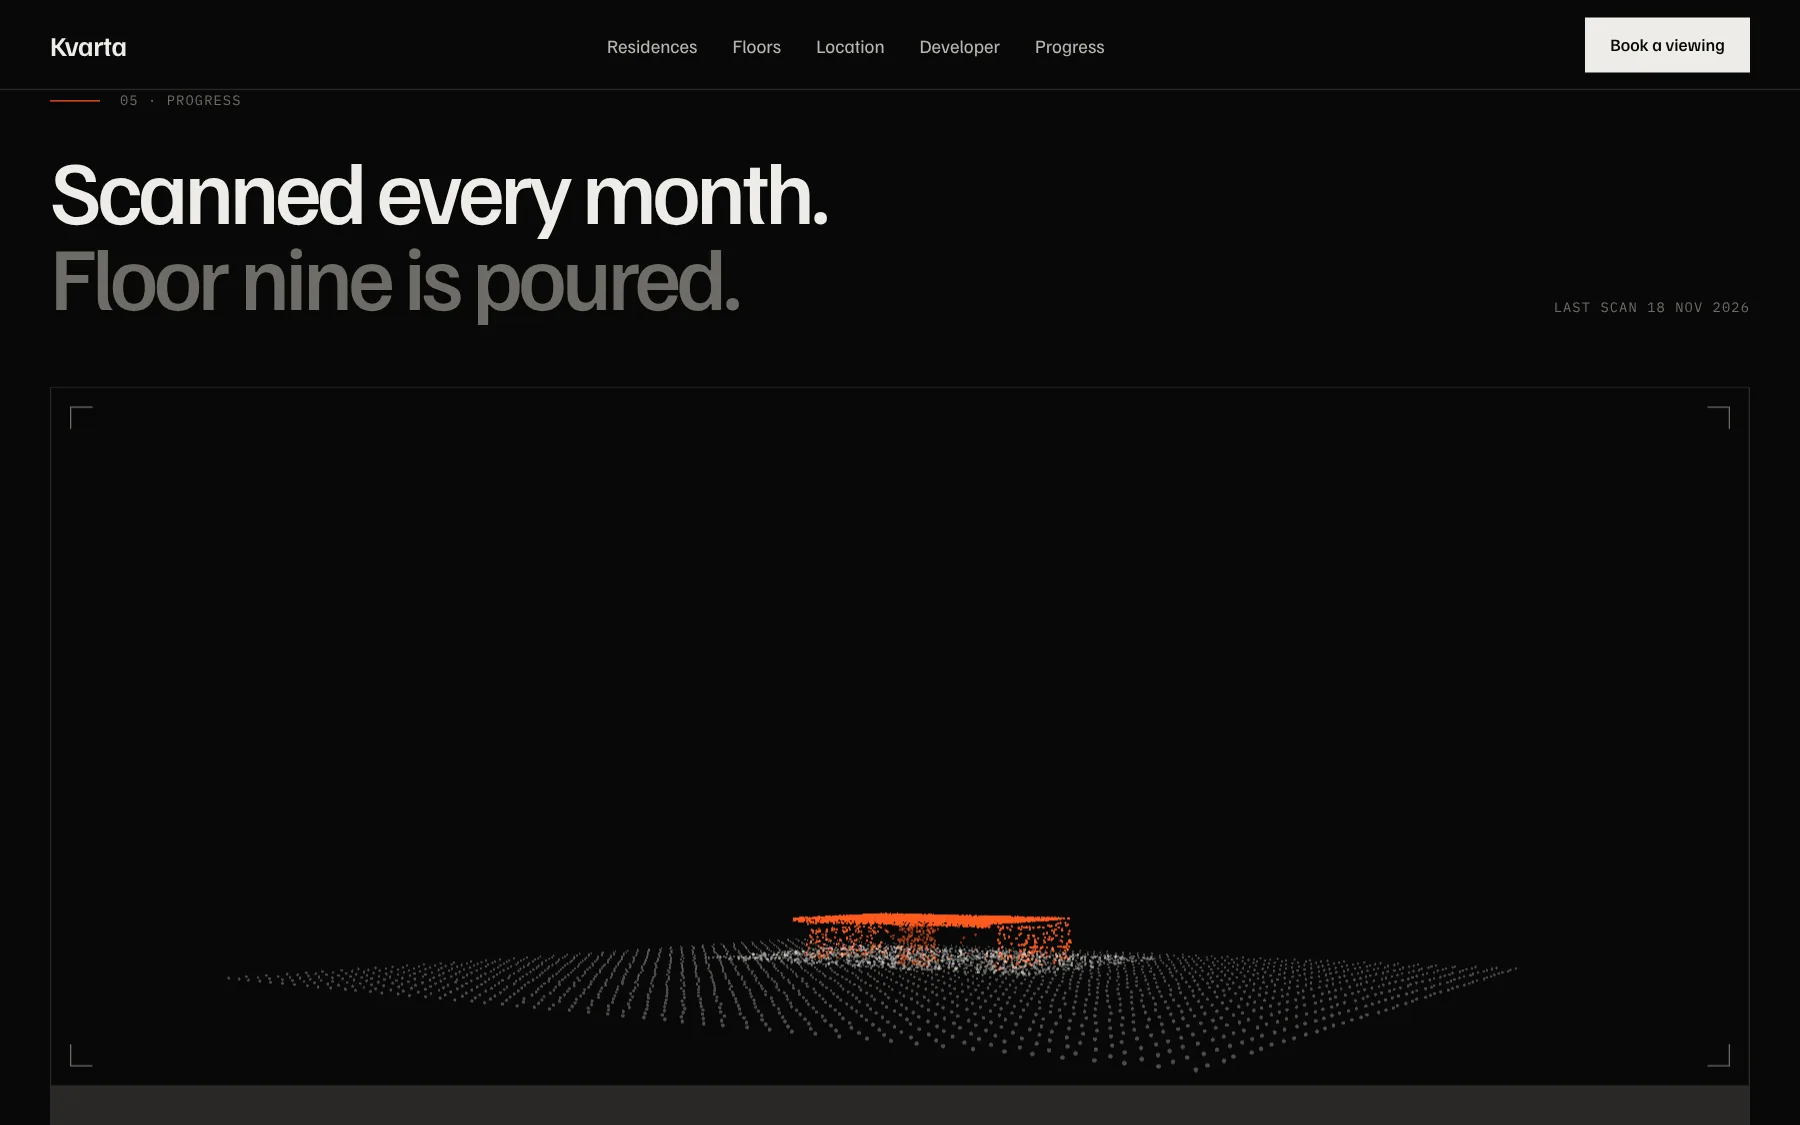 Kvarta
Residences
Floors
Location
Developer
Progress
Book a viewing
05 · PROGRESS
Scanned every month.
Floor nine is poured.
LAST SCAN 18 NOV 2026